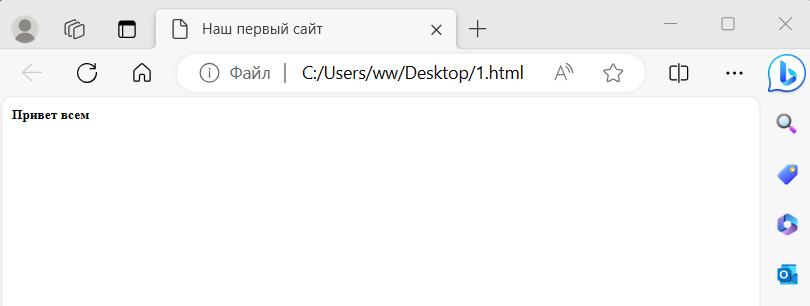 Наш первый сайт
Файл | C:/Users/ww/Desktop/1.html
Привет всем